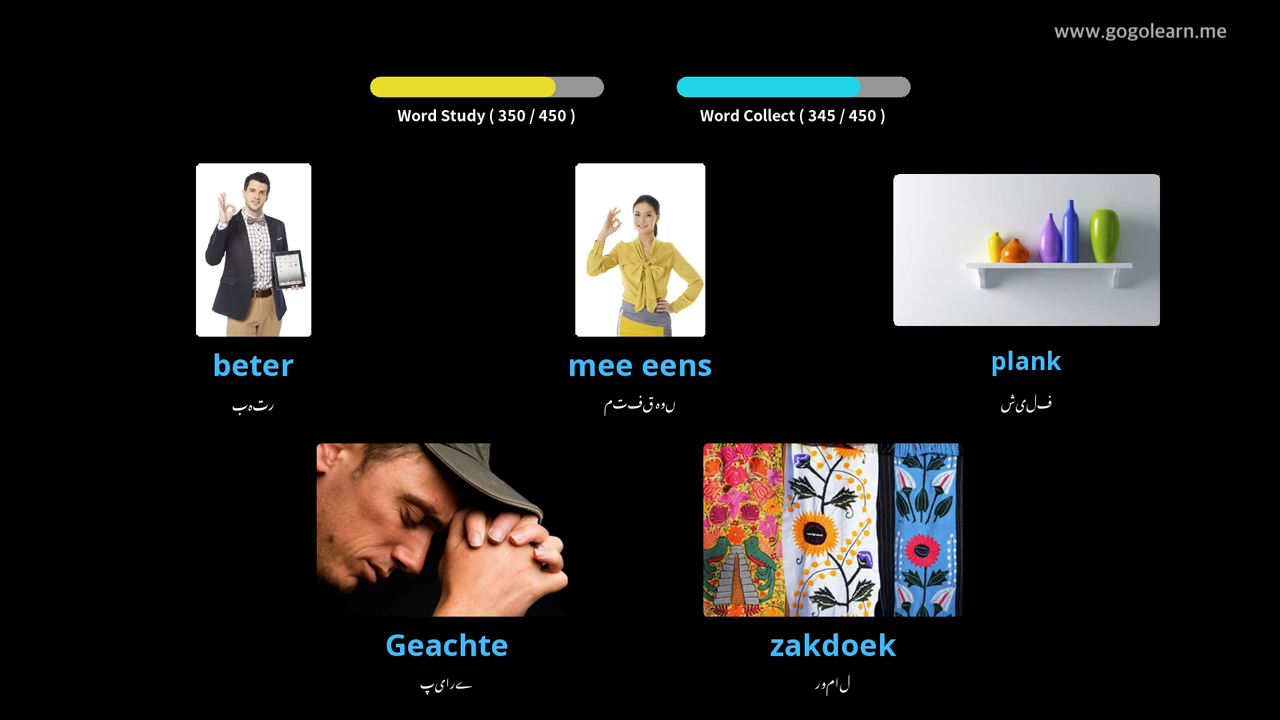 www.gogolearn.me
Word Study ( 350 / 450 )
Word Collect ( 345 / 450 )
beter
mee eens
plank
بہتر
متفق ہوں
شیلف
Geachte
zakdoek
پیارے
رومال